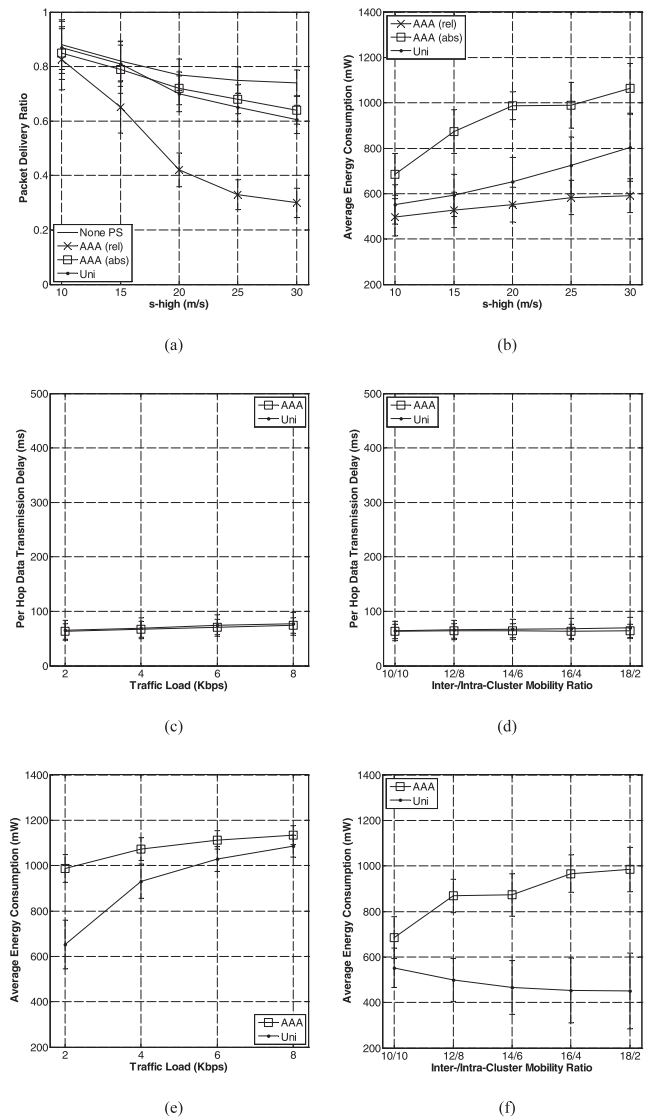 1
0.8
0.6
0.4
0.2
0
Packet Delivery Ratio
None PS
AAA (rel)
AAA (abs)
Uni
10 15 20 25 30
s-high (m/s)
(a)
1400
1200
1000
800
600
400
200
Average Energy Consumption (mW)
AAA (rel)
AAA (abs)
Uni
10 15 20 25 30
s-high (m/s)
(b)
500
400
300
200
100
0
Per Hop Data Transmission Delay (ms)
AAA
Uni
2 4 6 8
Traffic Load (Kbps)
(c)
500
400
300
200
100
0
Per Hop Data Transmission Delay (ms)
AAA
Uni
10/10 12/8 14/6 16/4 18/2
Inter-/Intra-Cluster Mobility Ratio
(d)
1400
1200
1000
800
600
400
200
Average Energy Consumption (mW)
AAA
Uni
2 4 6 8
Traffic Load (Kbps)
(e)
1400
1200
1000
800
600
400
200
Average Energy Consumption (mW)
AAA
Uni
10/10 12/8 14/6 16/4 18/2
Inter-/Intra-Cluster Mobility Ratio
(f)